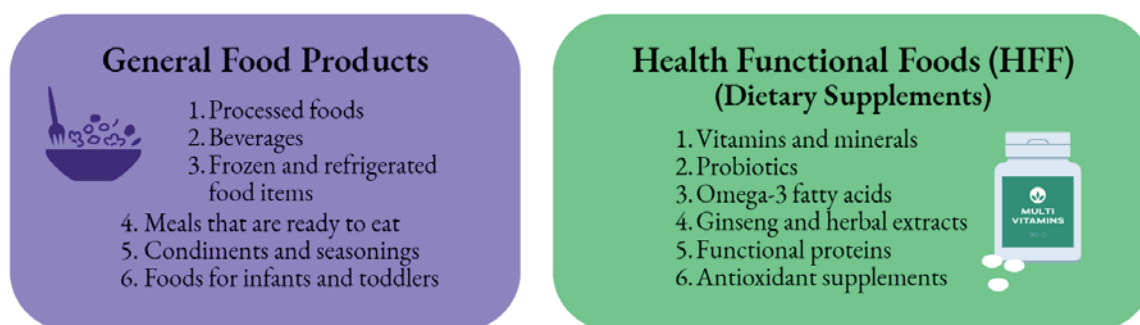 General Food Products
1. Processed foods
2. Beverages
3. Frozen and refrigerated
food items
4. Meals that are ready to eat
5. Condiments and seasonings
6. Foods for infants and toddlers
Health Functional Foods (HFF)
(Dietary Supplements)
1. Vitamins and minerals
2. Probiotics
3. Omega-3 fatty acids
4. Ginseng and herbal extracts
5. Functional proteins
6. Antioxidant supplements
MULTI
VITAMINS